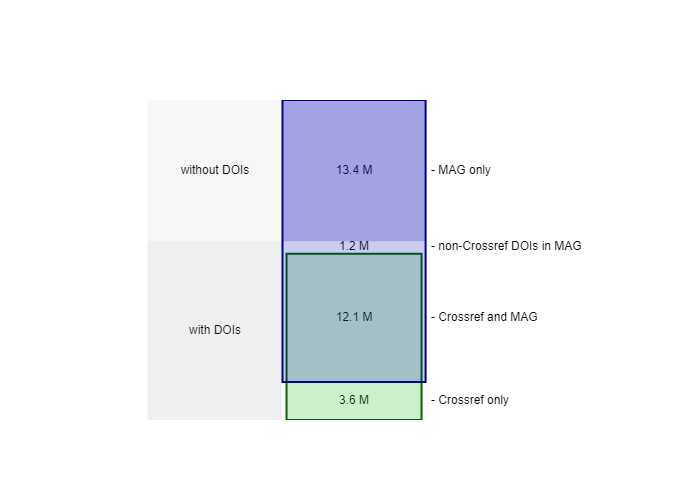 without DOIs
13.4 M
- MAG only
1.2 M
- non-Crossref DOIs in MAG
12.1 M
- Crossref and MAG
with DOIs
3.6 M
- Crossref only